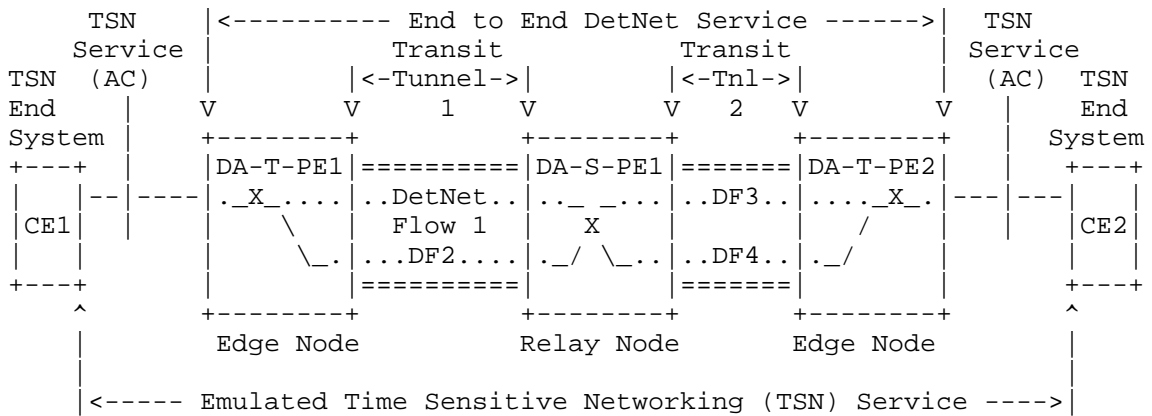 TSN |<---------- End to End DetNet Service ------>| TSN
Service | Transit Transit | Service
TSN (AC) | |<-Tunnel->| |<-Tnl->| | (AC) TSN
End | V V 1 V V 2 V V | End
System | +--------+ +--------+ +--------+ | System
+---+ | |DA-T-PE1|==========|DA-S-PE1|=======|DA-T-PE2| | +---+
| |--|----|._X_....|..DetNet..|.._ _...|..DF3..|...._X_.|---|---| |
|CE1| | | \ | Flow 1 | X | | / | | |CE2|
| | | \_.|...DF2....|._/ \_..|..DF4..|._/ | | |
+---+ | |==========| |=======| | +---+
^ +--------+ +--------+ +--------+ ^
| Edge Node Relay Node Edge Node |
| |
|<----- Emulated Time Sensitive Networking (TSN) Service ---->|